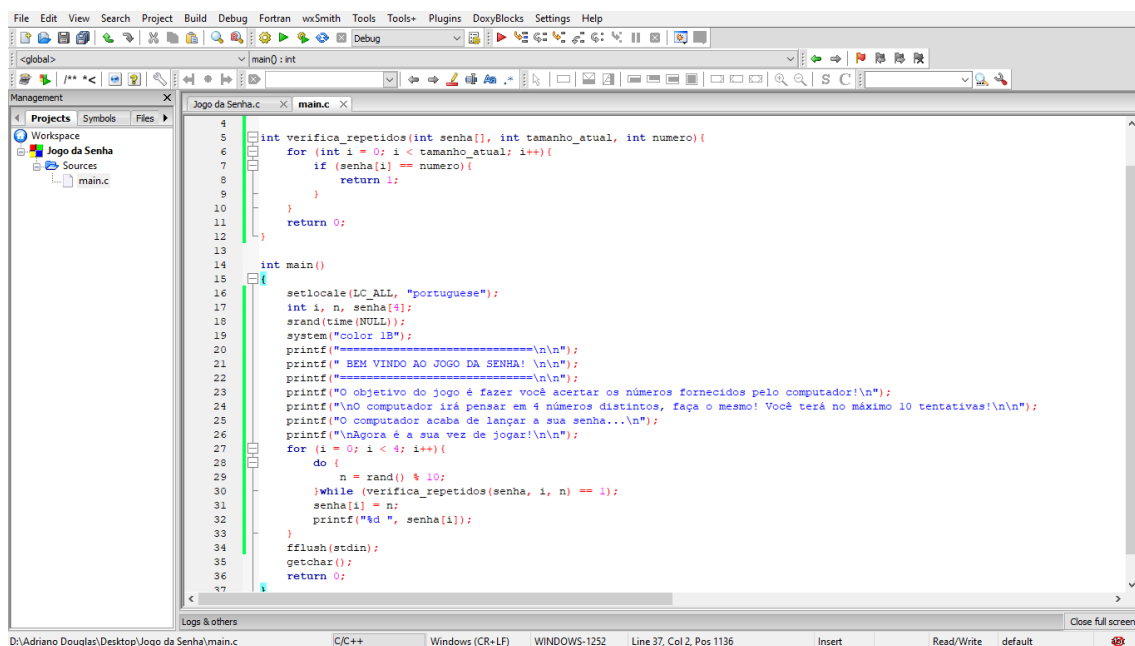 File Edit View Search Project Build Debug Fortran wxSmith Tools Tools+ Plugins DoxyBlocks Settings Help
Debug
<global> main() : int
/** *< S C
Management
Jogo da Senha.c main.c
Projects Symbols Files
Workspace
Jogo da Senha
Sources
main.c
4
5 int verifica_repetidos(int senha[], int tamanho_atual, int numero){
6 for (int i = 0; i < tamanho_atual; i++){
7 if (senha[i] == numero){
8 return 1;
9 }
10 }
11 return 0;
12 }
13
14 int main()
15 {
16 setlocale(LC_ALL, "portuguese");
17 int i, n, senha[4];
18 srand(time(NULL));
19 system("color 1B");
20 printf("=============================\n\n");
21 printf(" BEM VINDO AO JOGO DA SENHA! \n\n");
22 printf("=============================\n\n");
23 printf("O objetivo do jogo é fazer você acertar os números fornecidos pelo computador!\n");
24 printf("\nO computador irá pensar em 4 números distintos, faça o mesmo! Você terá no máximo 10 tentativas!\n\n");
25 printf("O computador acaba de lançar a sua senha...\n");
26 printf("\nAgora é a sua vez de jogar!\n\n");
27 for (i = 0; i < 4; i++){
28 do {
29 n = rand() % 10;
30 }while (verifica_repetidos(senha, i, n) == 1);
31 senha[i] = n;
32 printf("%d ", senha[i]);
33 }
34 fflush(stdin);
35 getchar();
36 return 0;
37 }
Logs & others Close full screen
D:\Adriano Douglas\Desktop\Jogo da Senha\main.c C/C++ Windows (CR+LF) WINDOWS-1252 Line 37, Col 2, Pos 1136 Insert Read/Write default